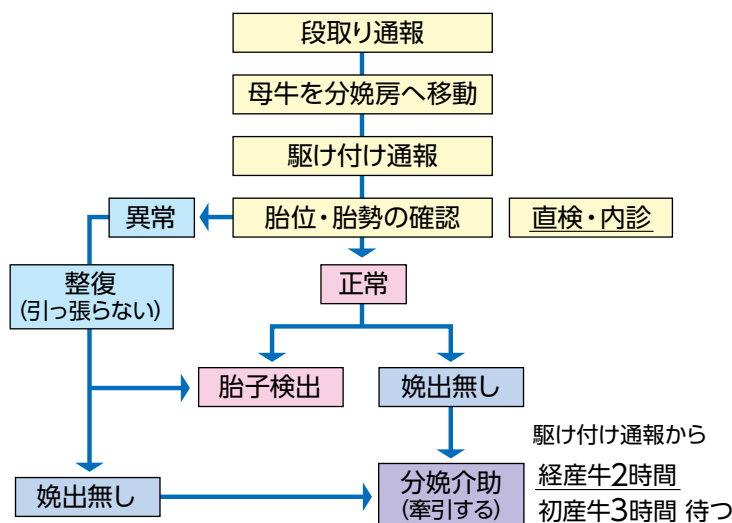 段取り通報
母牛を分娩房へ移動
駆け付け通報
異常
胎位・胎勢の確認
直検・内診
整復
(引っ張らない)
正常
胎子検出
娩出無し
駆け付け通報から
娩出無し
分娩介助
(牽引する)
経産牛2時間
初産牛3時間 待つ